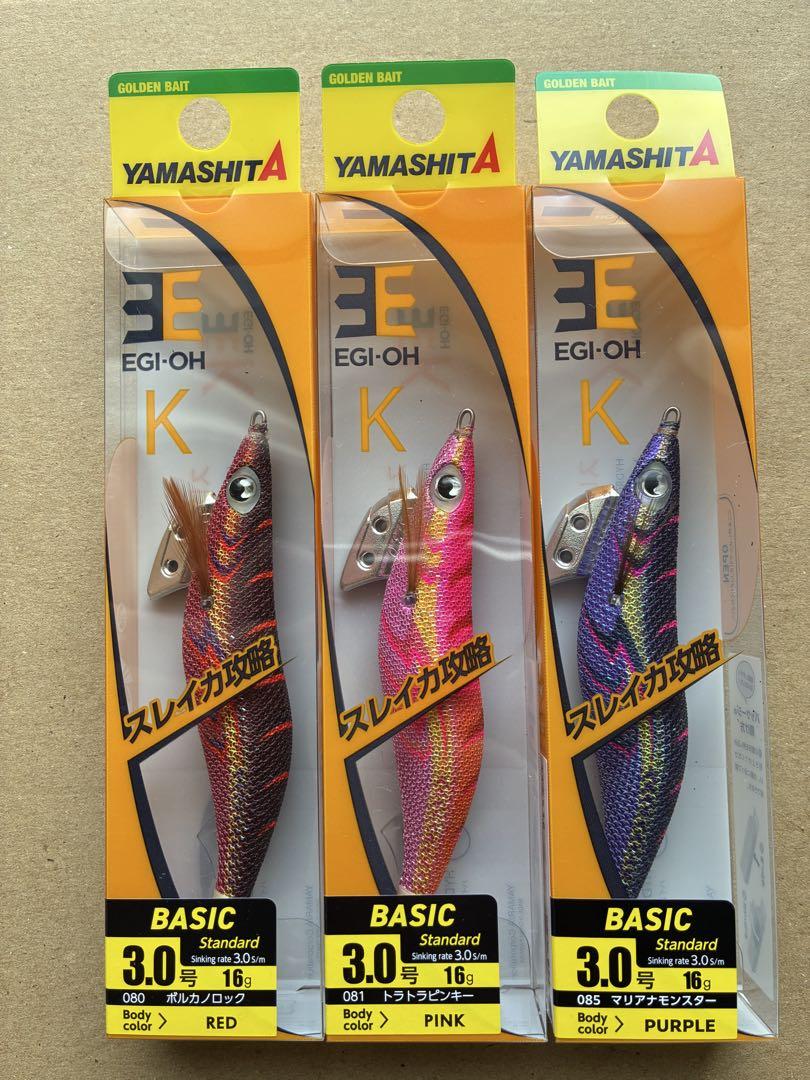 GOLDEN BAIT
YAMASHITA
EGI-OH
K
スレイカ攻略
BASIC
Standard
Sinking rate 3.0 S/m
3.0号 16g
080 ボルカノロック
Body color > RED
GOLDEN BAIT
YAMASHITA
EGI-OH
K
スレイカ攻略
BASIC
Standard
Sinking rate 3.0 S/m
3.0号 16g
081 トラトラピンキー
Body color > PINK
GOLDEN BAIT
YAMASHITA
EGI-OH
K
スレイカ攻略
OPEN
BASIC
Standard
Sinking rate 3.0 S/m
3.0号 16g
085 マリアナモンスター
Body color > PURPLE